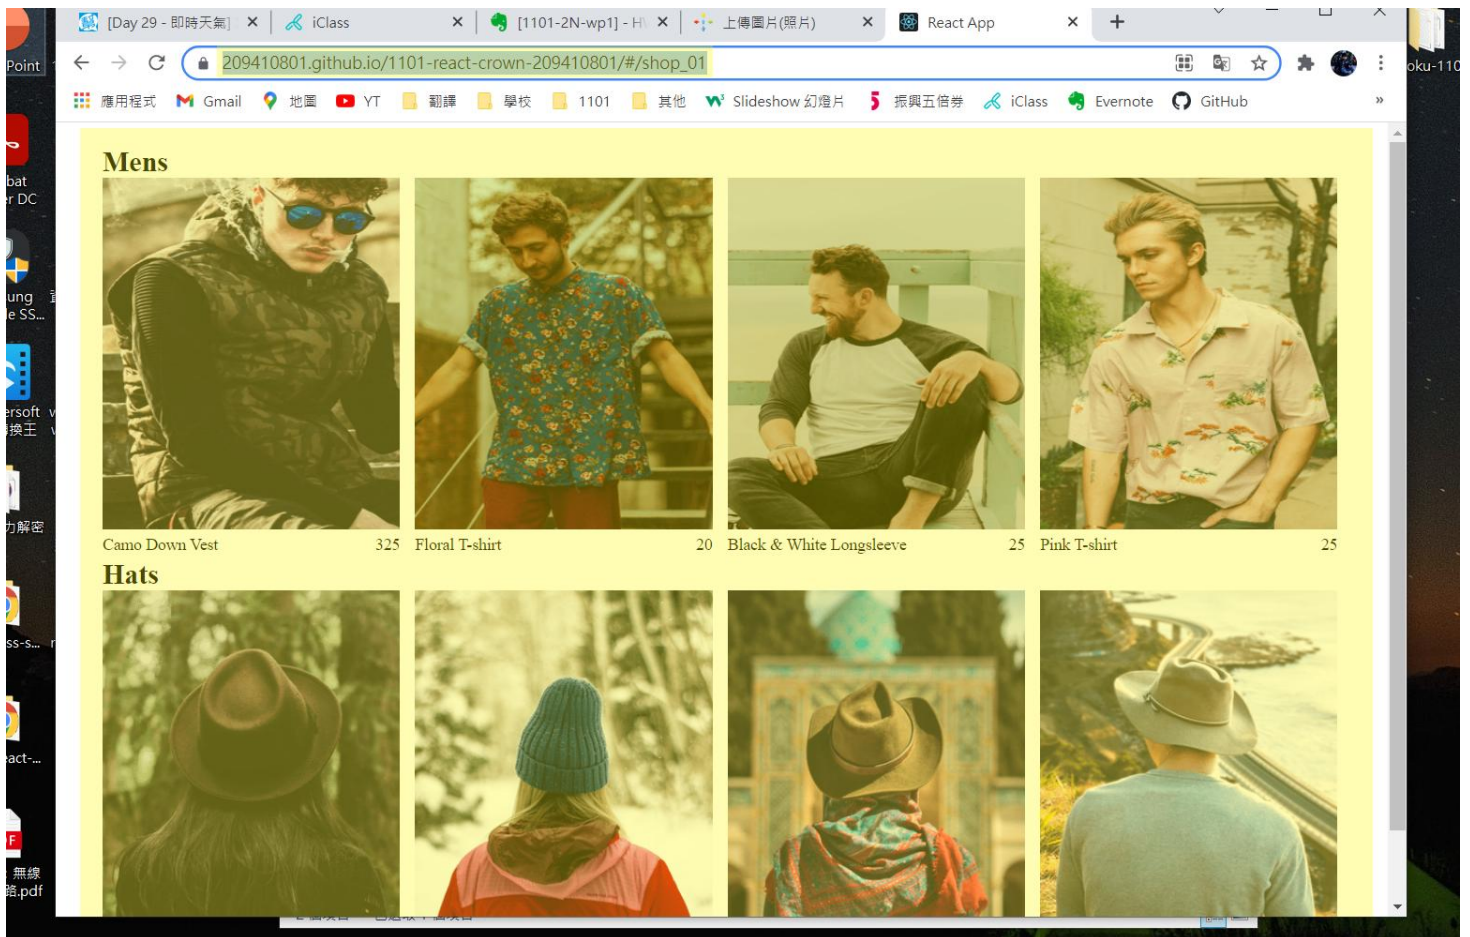 [Day 29 - 即時天氣]
iClass
[1101-2N-wp1] - H
上傳圖片(照片)
React App
209410801.github.io/1101-react-crown-209410801/#/shop_01
應用程式
Gmail
地圖
YT
翻譯
學校
1101
其他
Slideshow 幻燈片
振興五倍券
iClass
Evernote
GitHub
»
Point
oku-110
bat
r DC
ung
le SS...
ersoft
換王
力解密
ss-s...
eact-...
無線
路.pdf
Mens
Camo Down Vest 325
Floral T-shirt 20
Black & White Longsleeve 25
Pink T-shirt 25
Hats